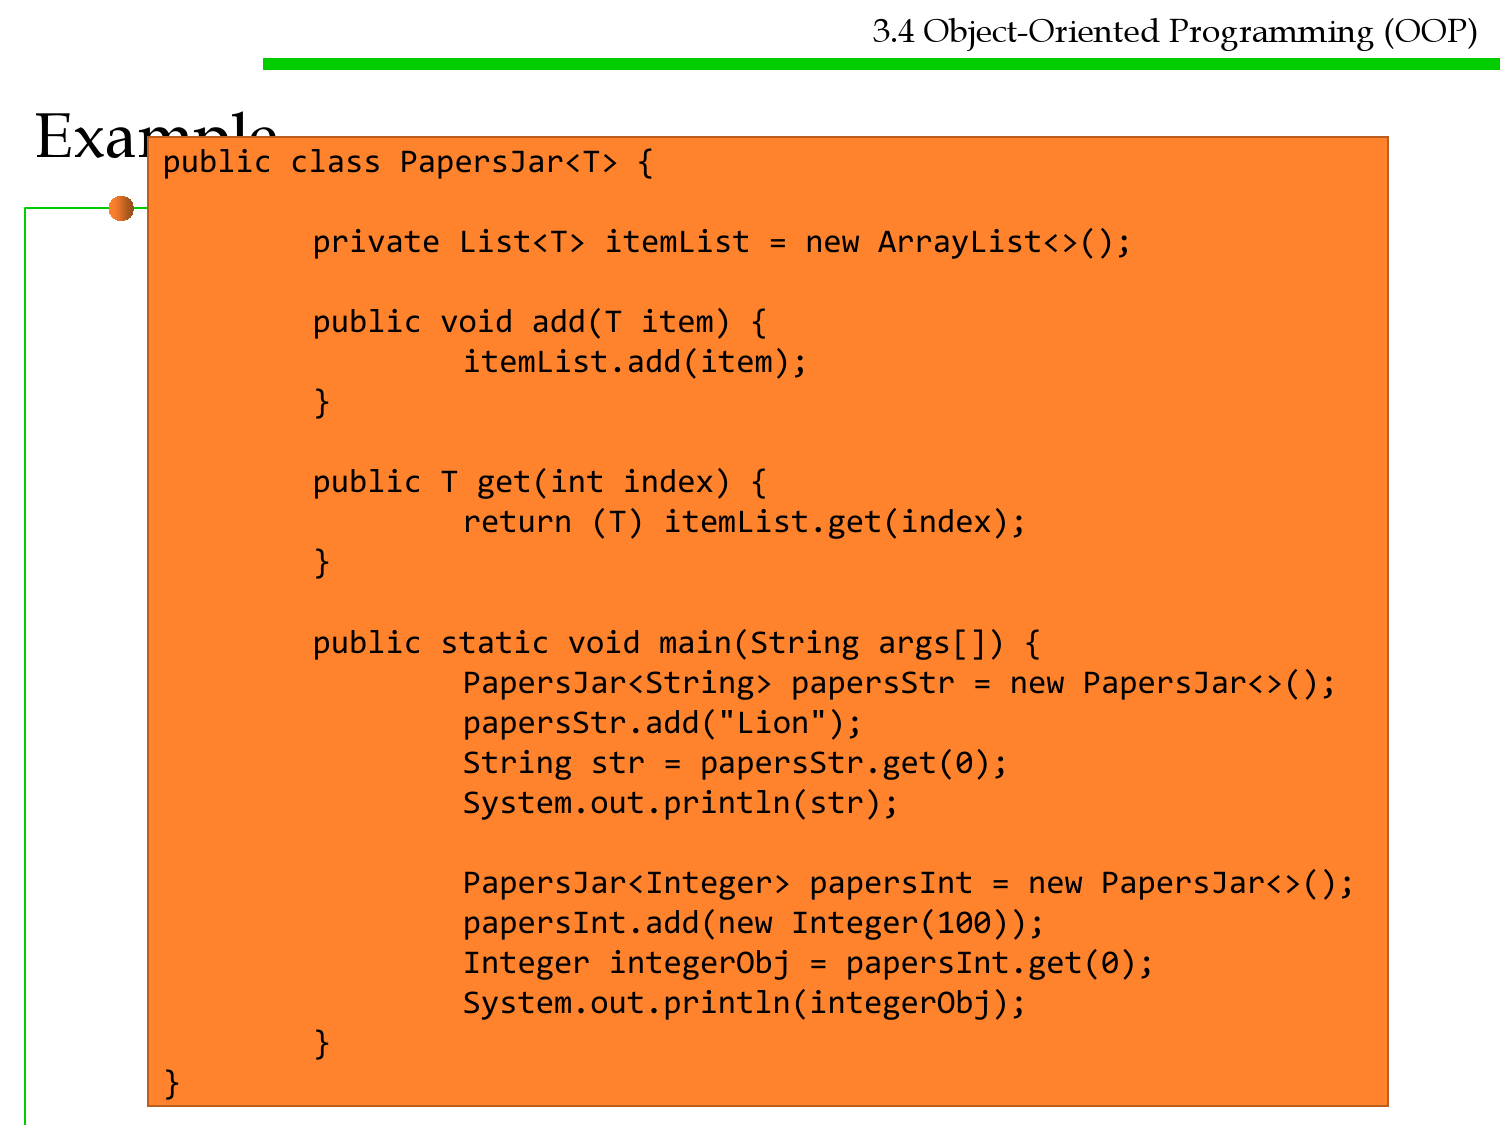 3.4 Object-Oriented Programming (OOP)
Example
public class PapersJar<T> {
private List<T> itemList = new ArrayList<>();
public void add(T item) {
itemList.add(item);
}
public T get(int index) {
return (T) itemList.get(index);
}
public static void main(String args[]) {
PapersJar<String> papersStr = new PapersJar<>();
papersStr.add("Lion");
String str = papersStr.get(0);
System.out.println(str);
PapersJar<Integer> papersInt = new PapersJar<>();
papersInt.add(new Integer(100));
Integer integerObj = papersInt.get(0);
System.out.println(integerObj);
}
}